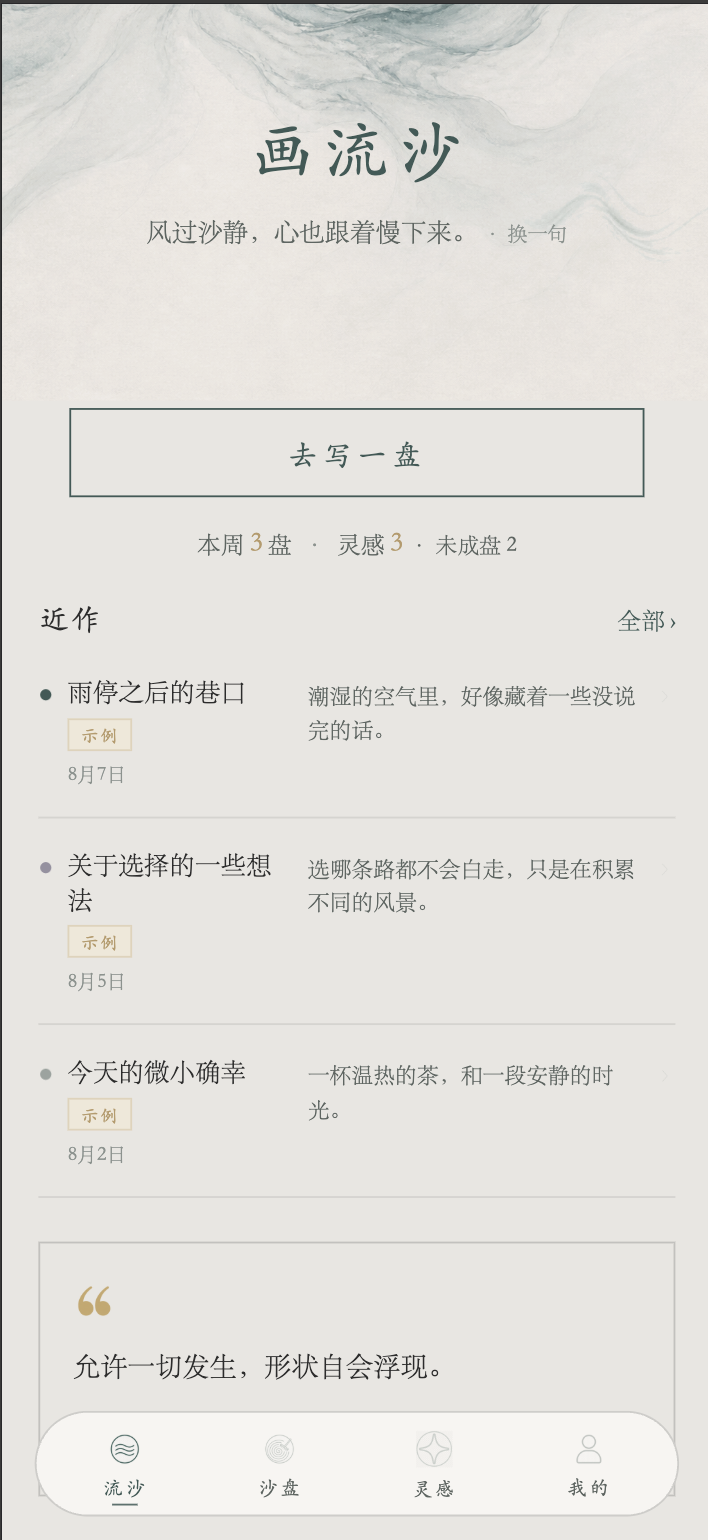 画流沙
风过沙静，心也跟着慢下来。 · 换一句
去写一盘
本周 3 盘 · 灵感 3 · 未成盘 2
近作 全部 ›
雨停之后的巷口
示例
8月7日
潮湿的空气里，好像藏着一些没说
完的话。
关于选择的一些想
法
示例
8月5日
选哪条路都不会白走，只是在积累
不同的风景。
今天的微小确幸
示例
8月2日
一杯温热的茶，和一段安静的时
光。
“
允许一切发生，形状自会浮现。
流沙 沙盘 灵感 我的